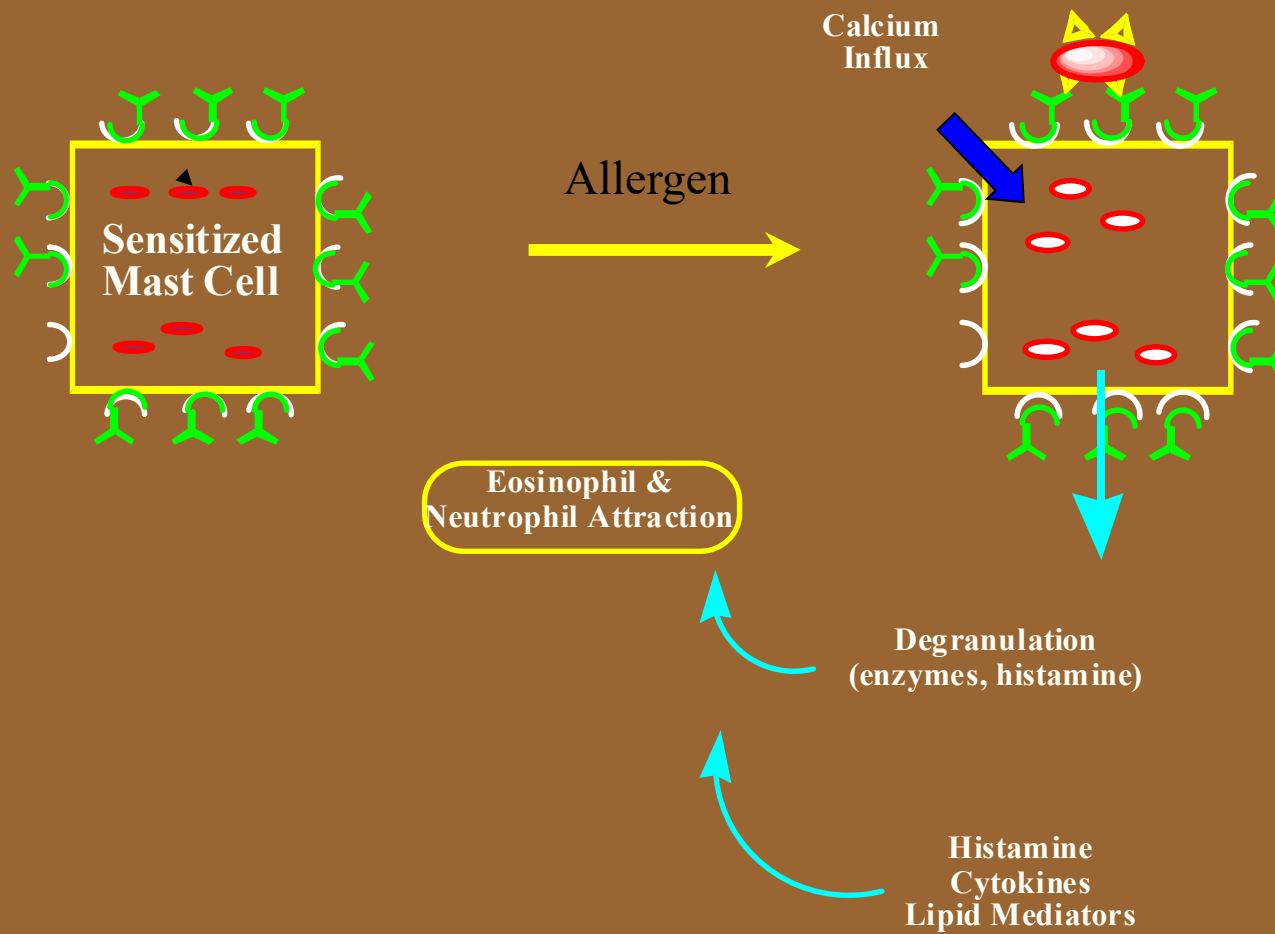 Calcium
Influx
Allergen
Sensitized
Mast Cell
Eosinophil &
Neutrophil Attraction
Degranulation
(enzymes, histamine)
Histamine
Cytokines
Lipid Mediators